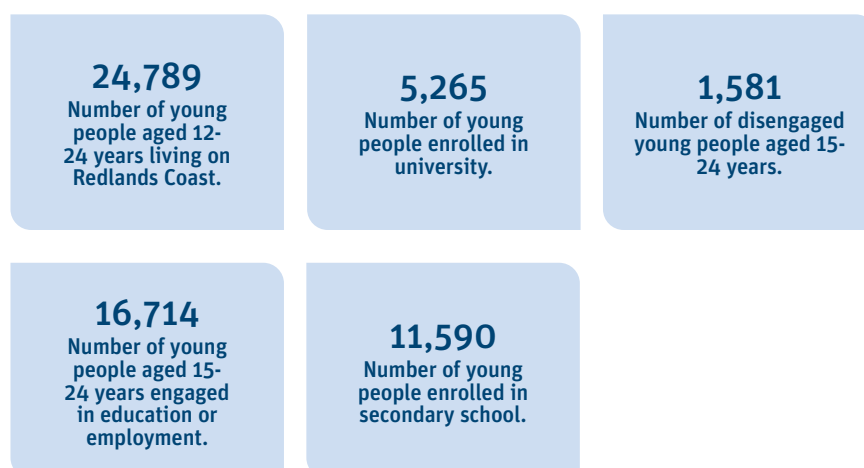 24,789
Number of young
people aged 12-
24 years living on
Redlands Coast.
5,265
Number of young
people enrolled in
university.
1,581
Number of disengaged
young people aged 15-
24 years.
16,714
Number of young
people aged 15-
24 years engaged
in education or
employment.
11,590
Number of young
people enrolled in
secondary school.